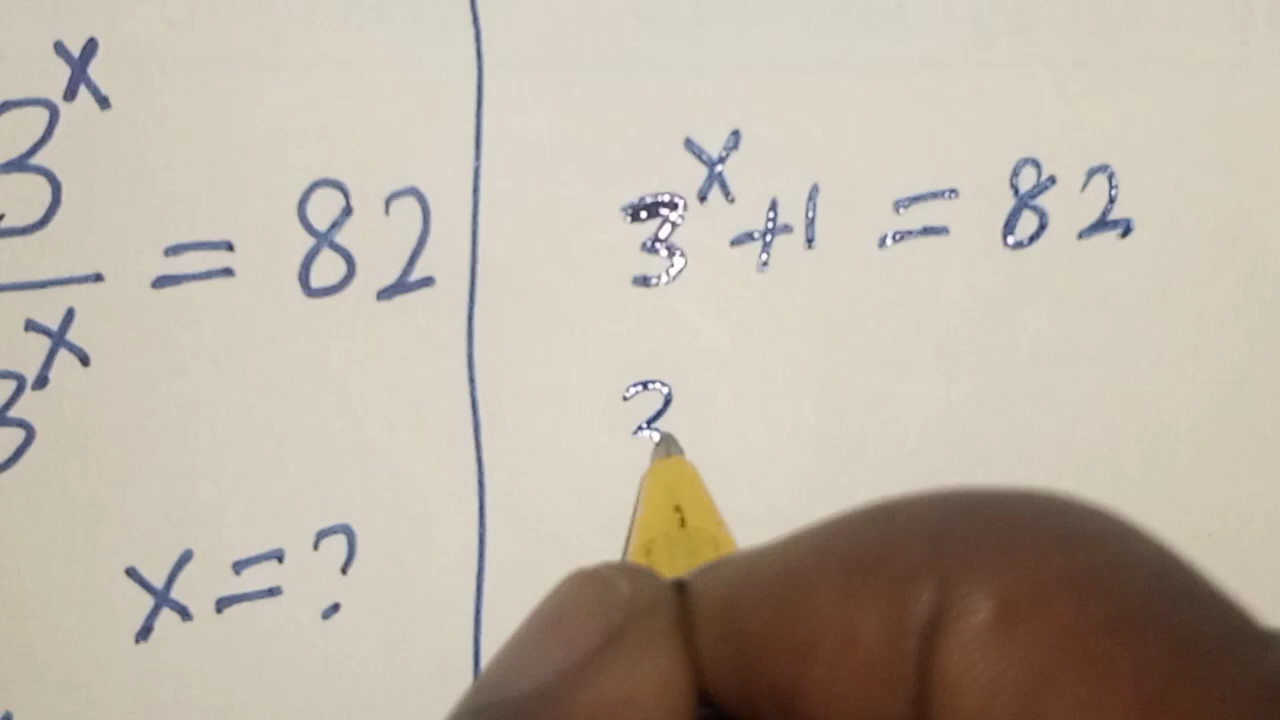 3^x
= 82
3^x
x = ?
3^x + 1 = 82
3